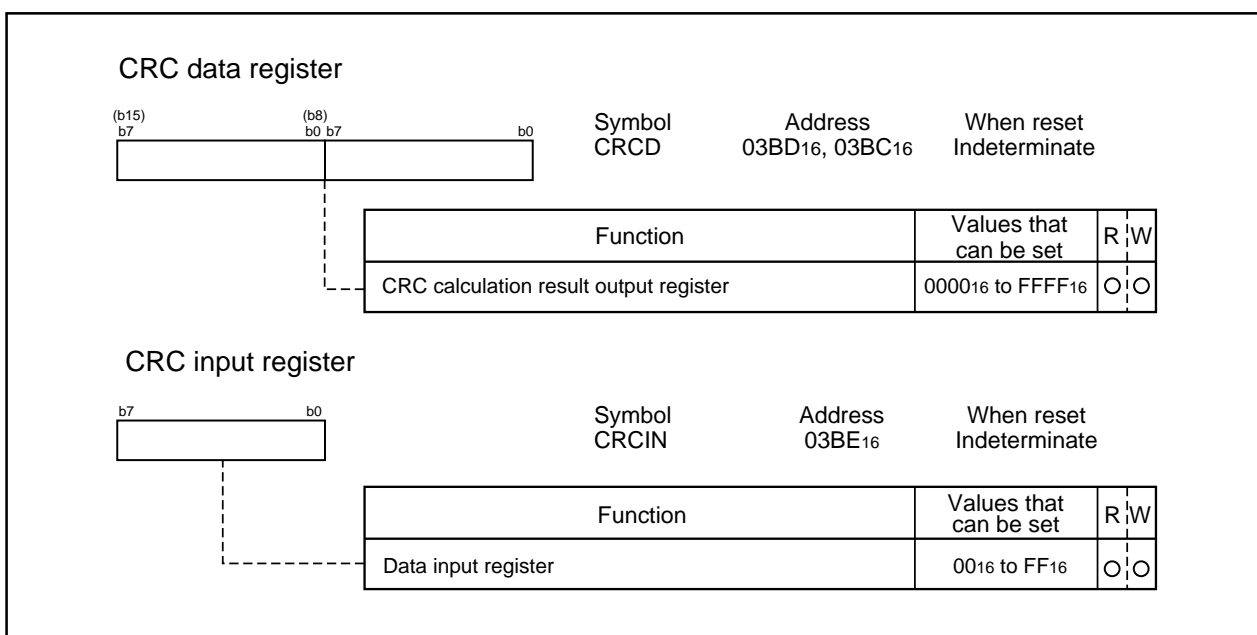 CRC data register
(b15) (b8)
b7 b0 b7 b0
Symbol Address When reset
CRCD 03BD16, 03BC16 Indeterminate
Function Values that can be set R W
CRC calculation result output register 000016 to FFFF16 O O
CRC input register
b7 b0
Symbol Address When reset
CRCIN 03BE16 Indeterminate
Function Values that can be set R W
Data input register 0016 to FF16 O O